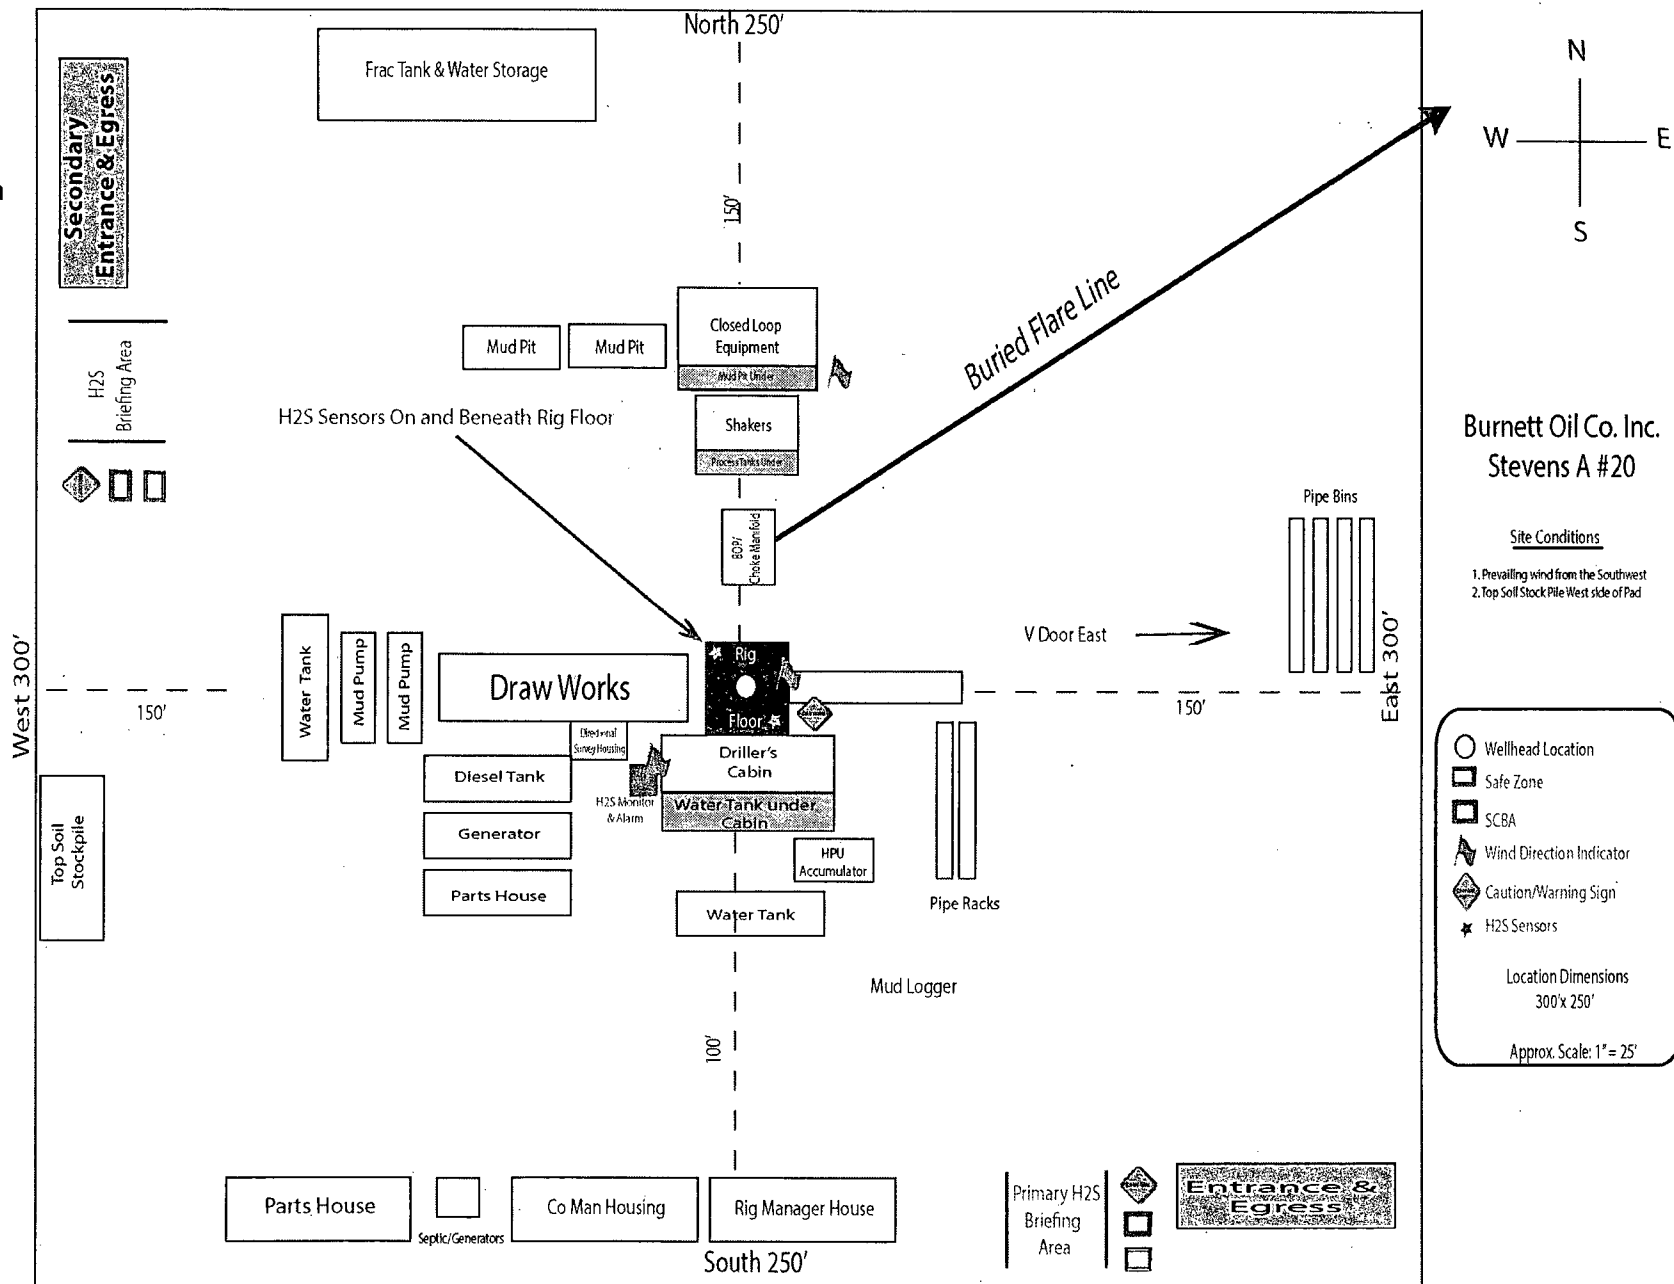 North 250'
Frac Tank & Water Storage
Secondary
Entrance & Egress
N
W
E
S
150'
Buried Flare Line
H2S
Briefing Area
Mud Pit
Mud Pit
Closed Loop
Equipment
Mud Pit Under
H2S Sensors On and Beneath Rig Floor
Shakers
Process Tanks Under
BOP/
Choke Manifold
Burnett Oil Co. Inc.
Stevens A #20
Site Conditions
1. Prevailing wind from the Southwest
2. Top Soil Stock Pile West side of Pad
Pipe Bins
V Door East
West 300'
150'
Water Tank
Mud Pump
Mud Pump
Draw Works
Rig
Floor
150'
East 300'
Directional
Survey Housing
Driller's
Cabin
Water Tank under
Cabin
Diesel Tank
H2S Monitor
& Alarm
Generator
Parts House
HPU
Accumulator
Water Tank
Pipe Racks
Top Soil
Stockpile
Mud Logger
100'
Wellhead Location
Safe Zone
SCBA
Wind Direction Indicator
Caution/Warning Sign
H2S Sensors
Location Dimensions
300' x 250'
Approx. Scale: 1" = 25'
Parts House
Septic/Generators
Co Man Housing
Rig Manager House
South 250'
Primary H2S
Briefing
Area
Entrance &
Egress